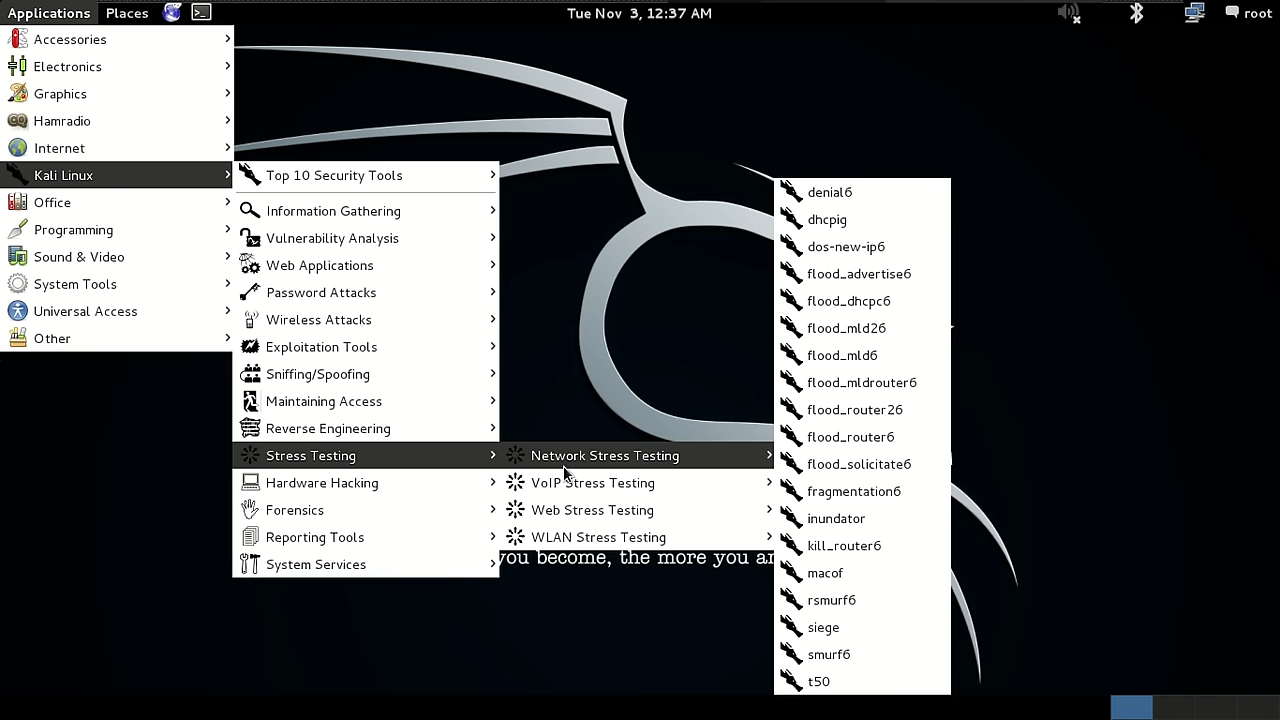 Applications Places Tue Nov 3, 12:37 AM root
Accessories
Electronics
Graphics
Hamradio
Internet
Kali Linux
Office
Programming
Sound & Video
System Tools
Universal Access
Other
Top 10 Security Tools
Information Gathering
Vulnerability Analysis
Web Applications
Password Attacks
Wireless Attacks
Exploitation Tools
Sniffing/Spoofing
Maintaining Access
Reverse Engineering
Stress Testing
Hardware Hacking
Forensics
Reporting Tools
System Services
Network Stress Testing
VoIP Stress Testing
Web Stress Testing
WLAN Stress Testing
you become, the more you
denial6
dhcpig
dos-new-ip6
flood_advertise6
flood_dhcpc6
flood_mld26
flood_mld6
flood_mldrouter6
flood_router26
flood_router6
flood_solicitate6
fragmentation6
inundator
kill_router6
macof
rsmurf6
siege
smurf6
t50